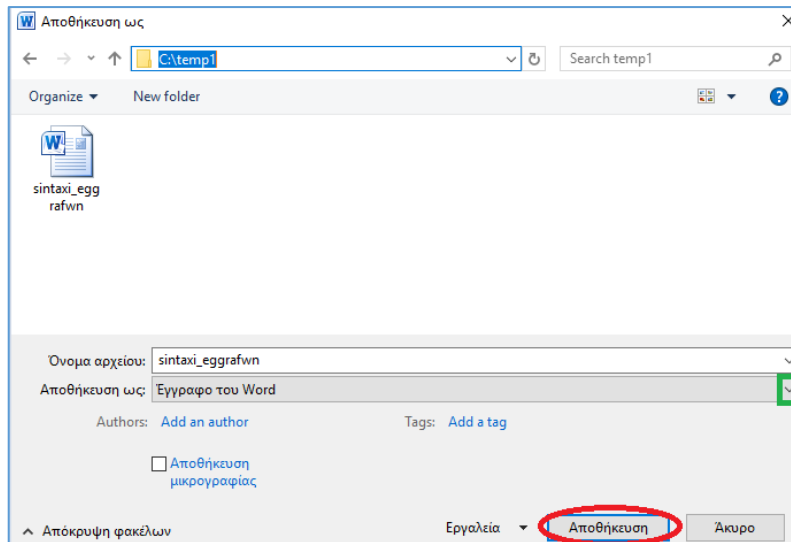 Αποθήκευση ως
C:\temp1
Search temp1
Organize
New folder
sintaxi_egg
rafwn
Όνομα αρχείου: sintaxi_eggrafwn
Αποθήκευση ως: Έγγραφο του Word
Authors: Add an author Tags: Add a tag
Αποθήκευση
μικρογραφίας
Απόκρυψη φακέλων
Εργαλεία
Αποθήκευση
Άκυρο